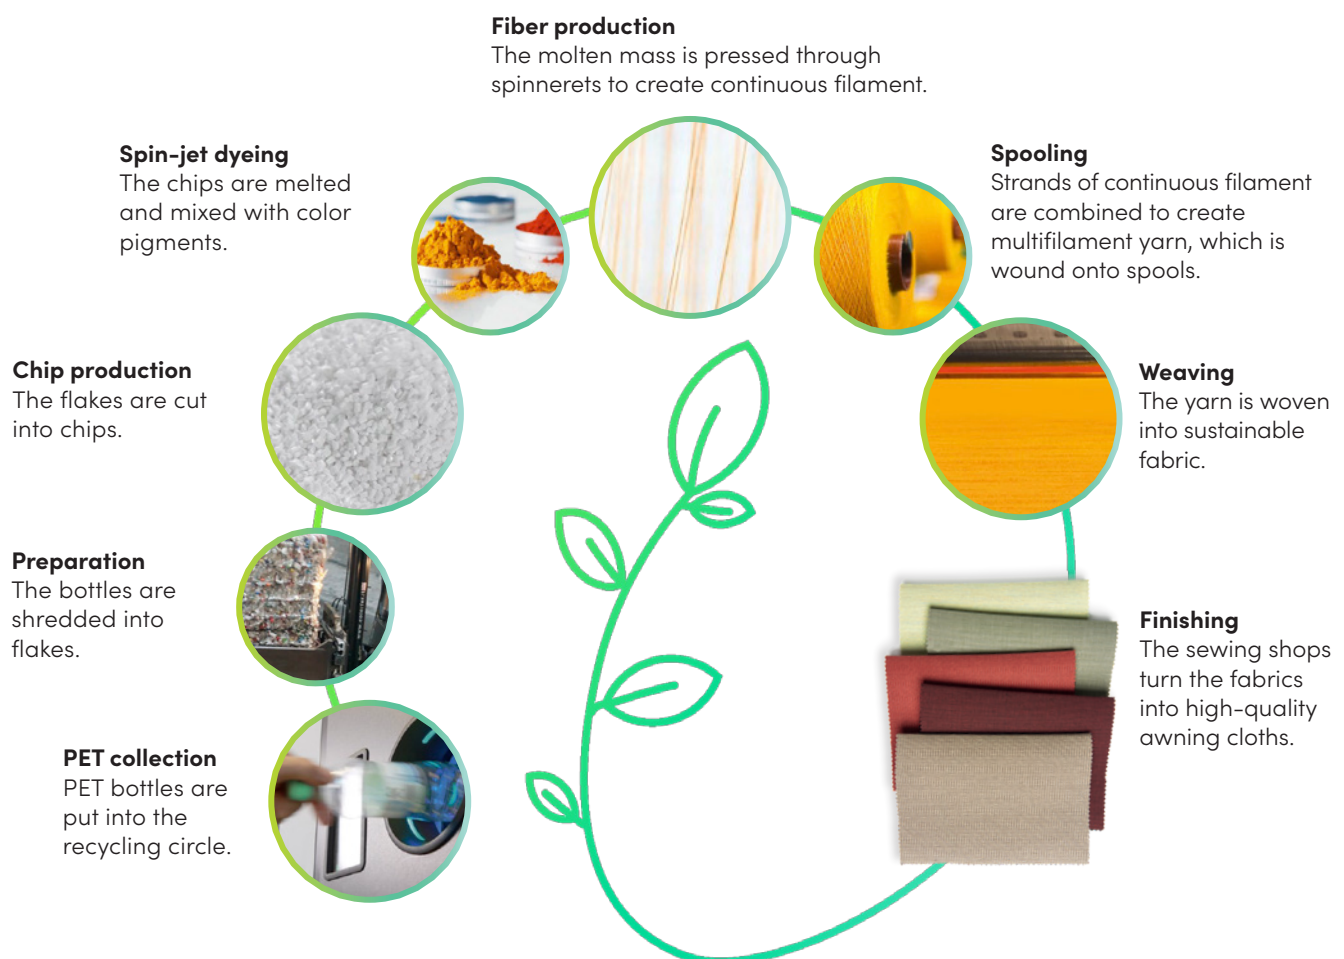 Fiber production
The molten mass is pressed through
spinnerets to create continuous filament.
Spin-jet dyeing
The chips are melted
and mixed with color
pigments.
Spooling
Strands of continuous filament
are combined to create
multifilament yarn, which is
wound onto spools.
Chip production
The flakes are cut
into chips.
Weaving
The yarn is woven
into sustainable
fabric.
Preparation
The bottles are
shredded into
flakes.
Finishing
The sewing shops
turn the fabrics
into high-quality
awning cloths.
PET collection
PET bottles are
put into the
recycling circle.